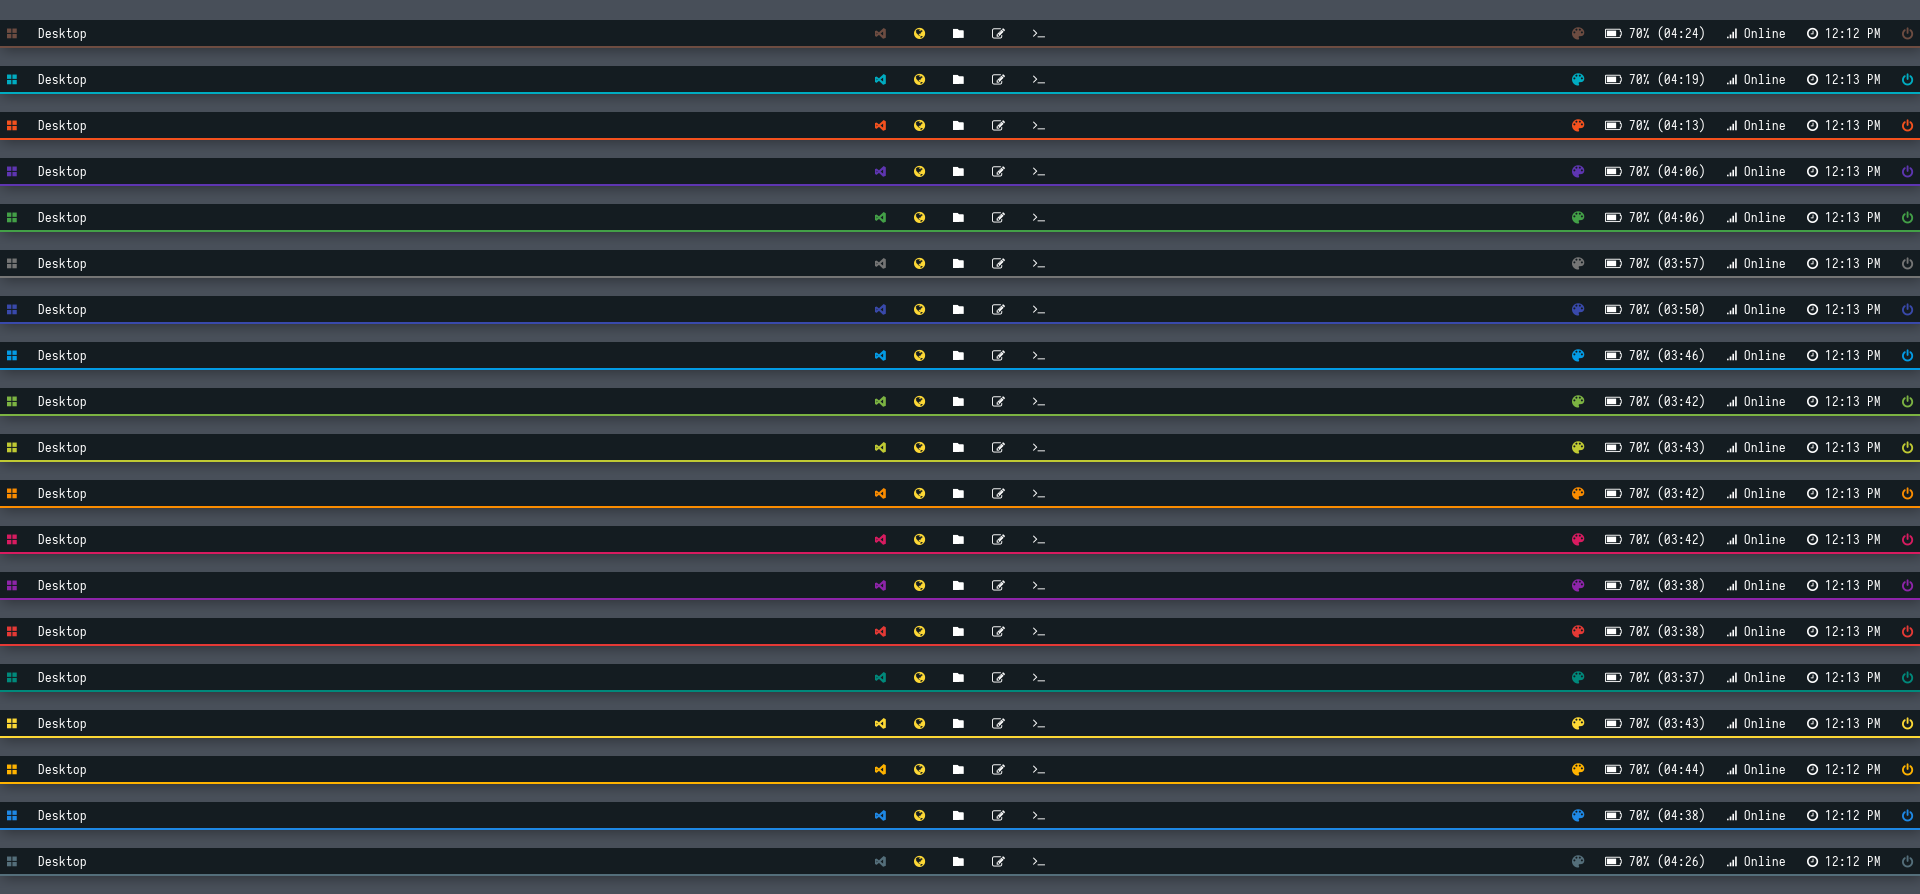 Desktop 70% (04:24) Online 12:12 PM
Desktop 70% (04:19) Online 12:13 PM
Desktop 70% (04:13) Online 12:13 PM
Desktop 70% (04:06) Online 12:13 PM
Desktop 70% (04:06) Online 12:13 PM
Desktop 70% (03:57) Online 12:13 PM
Desktop 70% (03:50) Online 12:13 PM
Desktop 70% (03:46) Online 12:13 PM
Desktop 70% (03:42) Online 12:13 PM
Desktop 70% (03:43) Online 12:13 PM
Desktop 70% (03:42) Online 12:13 PM
Desktop 70% (03:42) Online 12:13 PM
Desktop 70% (03:38) Online 12:13 PM
Desktop 70% (03:38) Online 12:13 PM
Desktop 70% (03:37) Online 12:13 PM
Desktop 70% (03:43) Online 12:13 PM
Desktop 70% (04:44) Online 12:12 PM
Desktop 70% (04:38) Online 12:12 PM
Desktop 70% (04:26) Online 12:12 PM